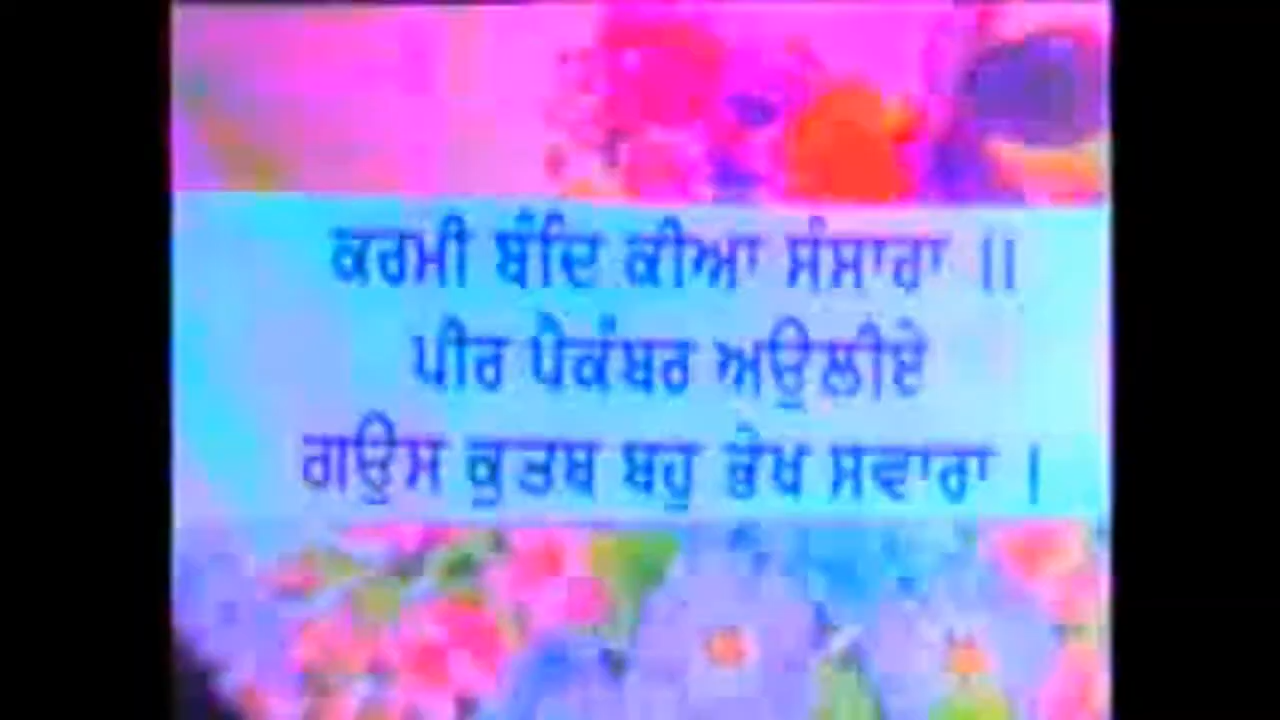 ਕਰਮੀ ਬੰਦਿ ਕੀਆ ਸੰਸਾਰਾ ॥
ਪੀਰ ਪੈਕੰਬਰ ਅਉਲੀਏ
ਗਉਸ ਕੁਤਬ ਬਹੁ ਭੇਖ ਸਵਾਰਾ ।